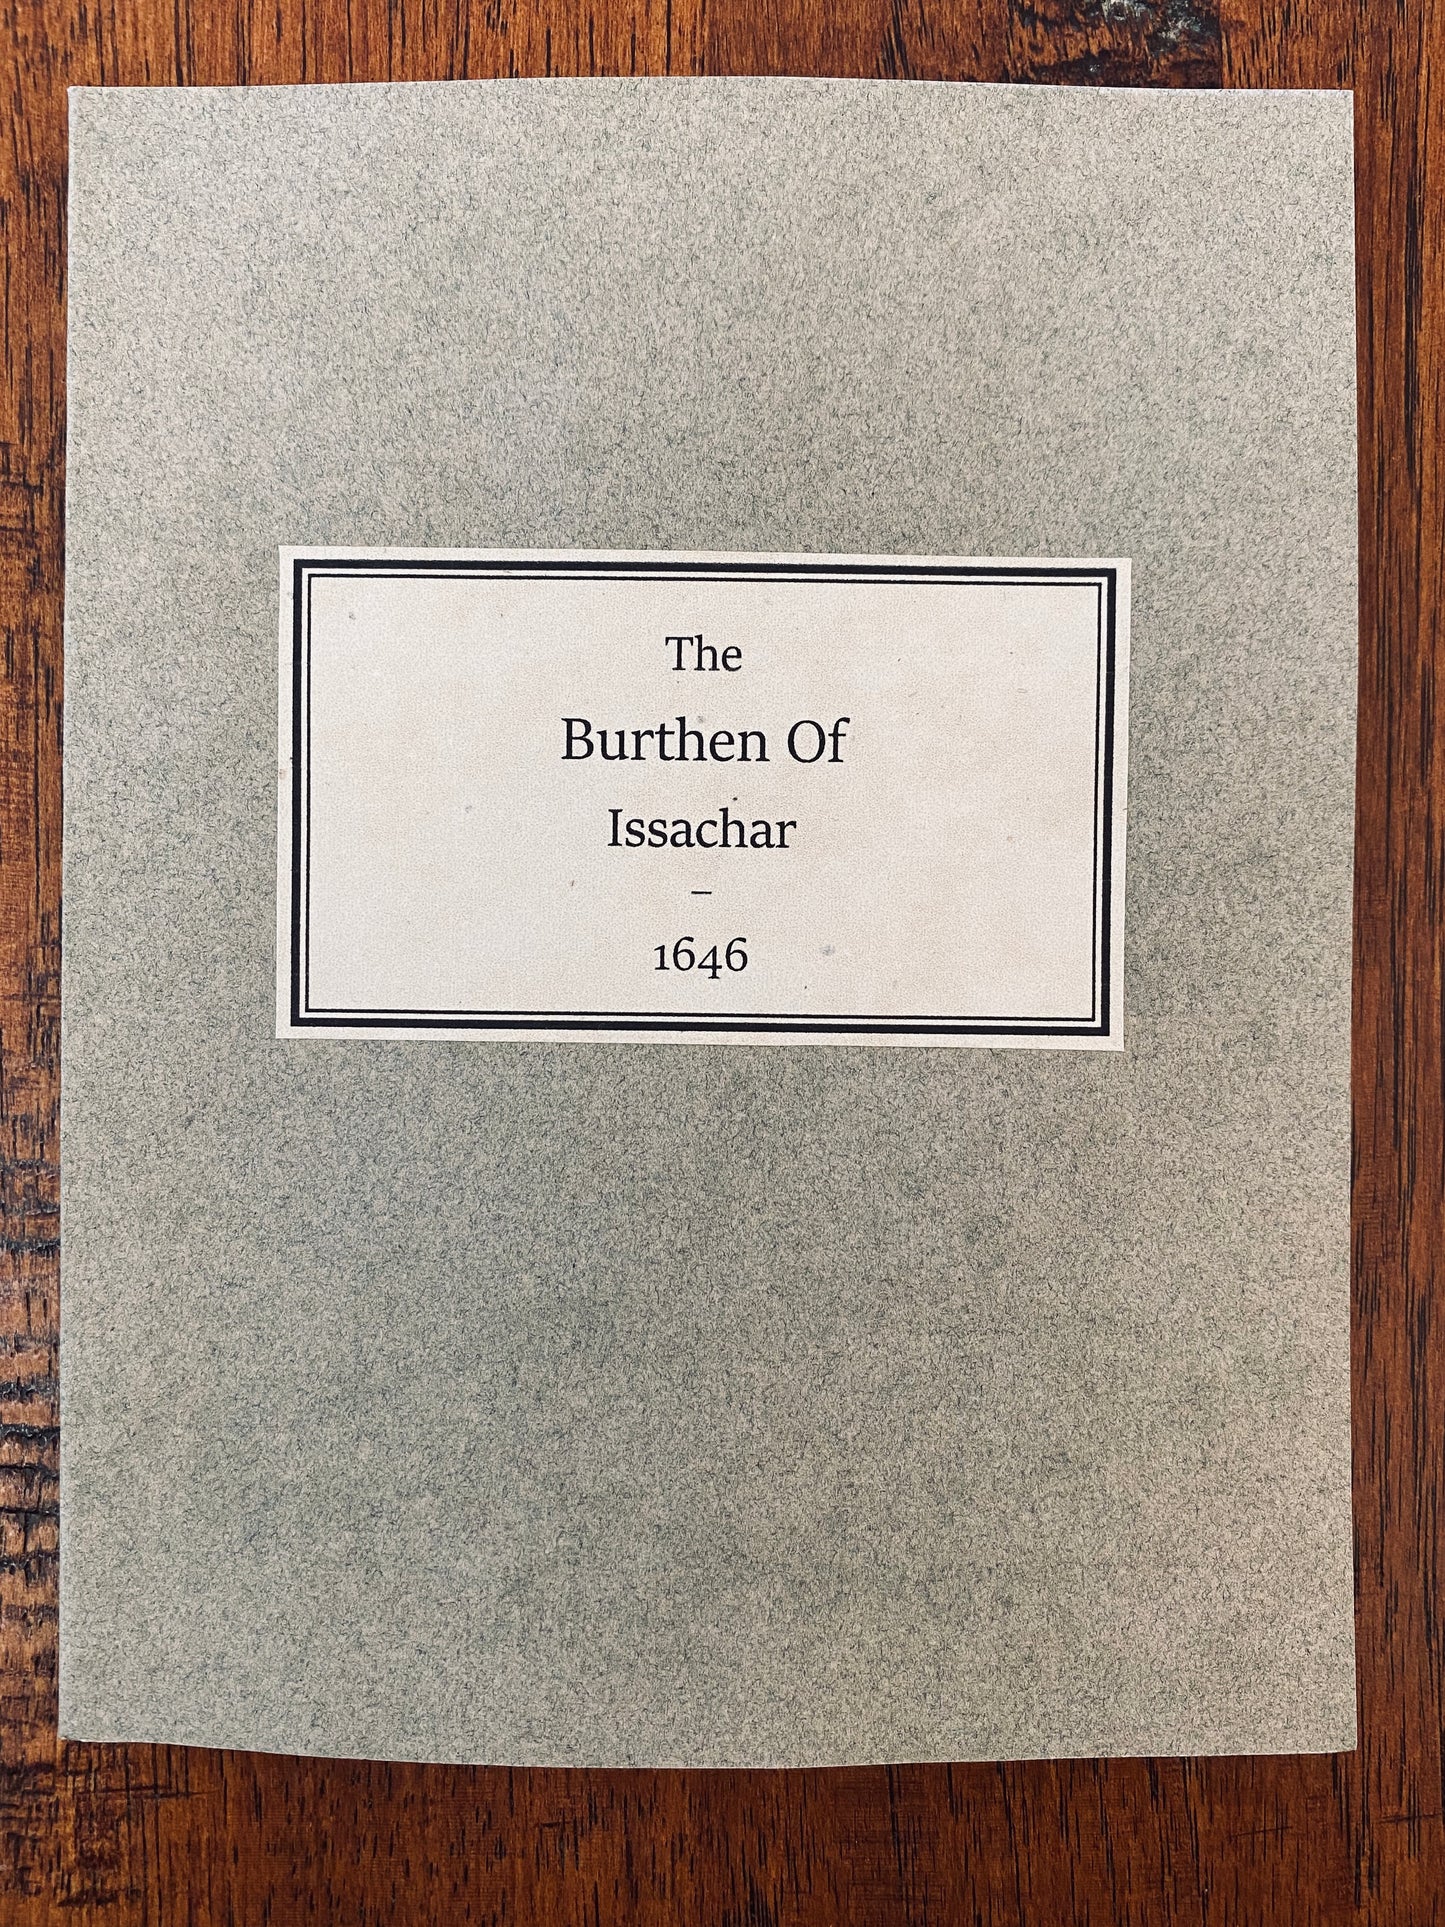 The
Burthen Of
Issachar
–
1646